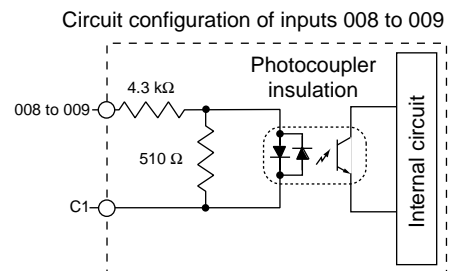 Circuit configuration of inputs 008 to 009
Photocoupler
insulation
4.3 kΩ
008 to 009
510 Ω
C1
Internal circuit